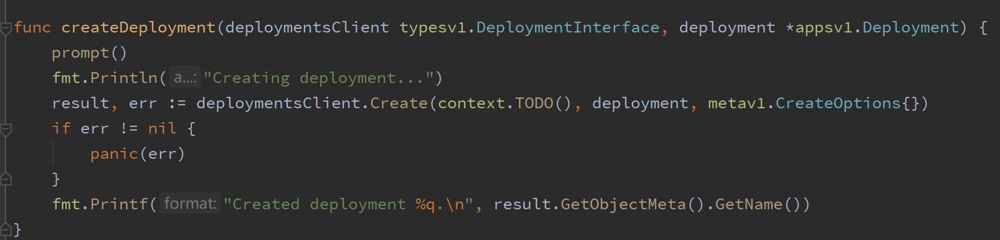 func createDeployment(deploymentsClient typesv1.DeploymentInterface, deployment *appsv1.Deployment) {
prompt()
fmt.Println( a...: "Creating deployment...")
result, err := deploymentsClient.Create(context.TODO(), deployment, metav1.CreateOptions{})
if err != nil {
panic(err)
}
fmt.Printf( format: "Created deployment %q.\n", result.GetObjectMeta().GetName())
}